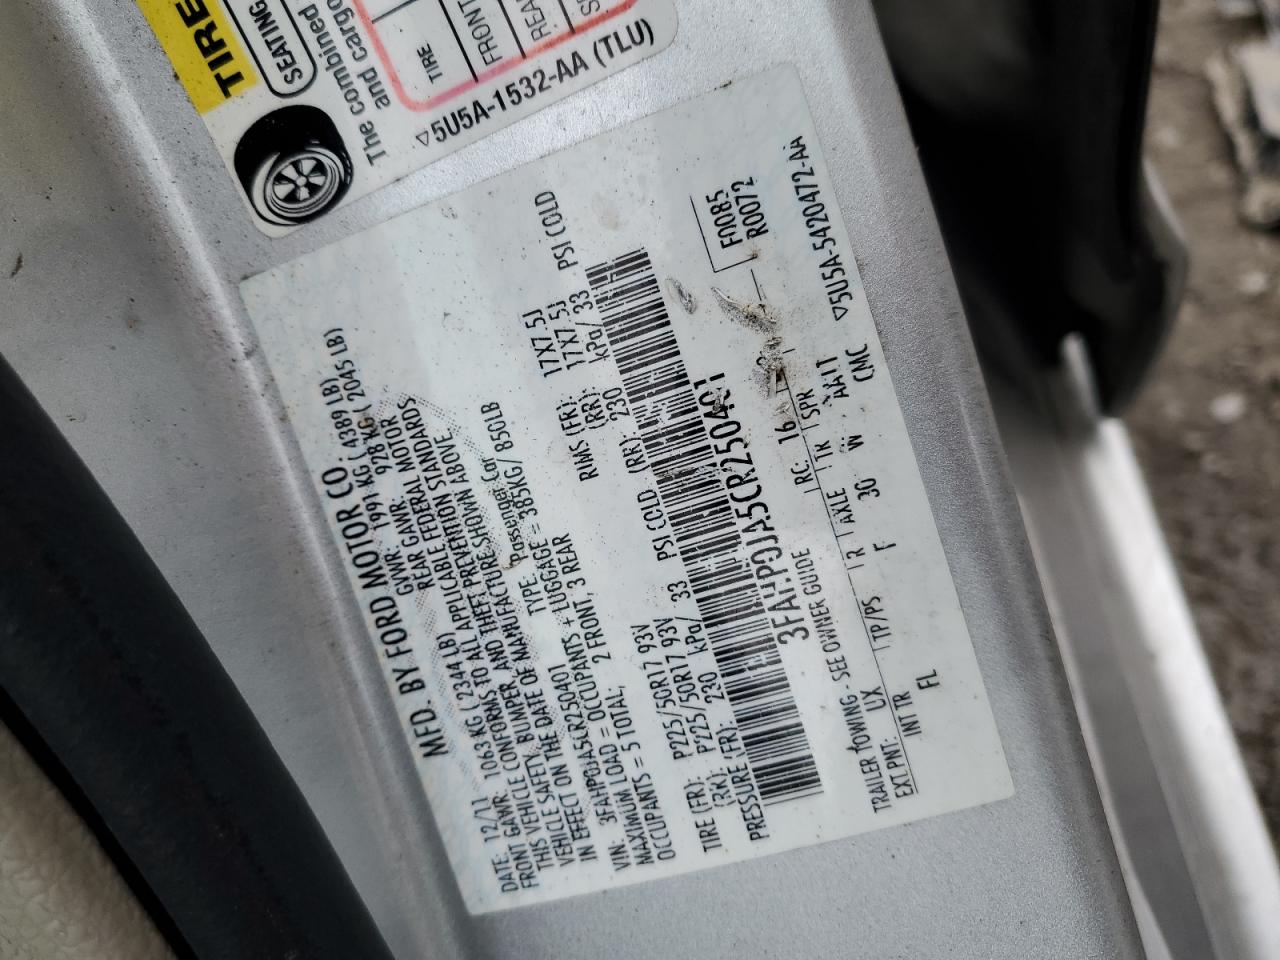 TIRE
SEATING
The combined
and cargo
TIRE
FRONT
REA
▽5U5A-1532-AA (TLU)
MFD. BY FORD MOTOR CO
DATE: 12/11 GVWR: 1991 KG (4389 LB)
FRONT GAWR: 1063 KG (2344 LB) REAR GAWR: 928 KG (2045 LB)
THIS VEHICLE CONFORMS TO ALL APPLICABLE FEDERAL MOTOR
VEHICLE SAFETY, BUMPER, AND THEFT PREVENTION STANDARDS
IN EFFECT ON THE DATE OF MANUFACTURE SHOWN ABOVE.
VIN: 3FAHP0JA5CR250401 TYPE: Passenger Car
MAXIMUM LOAD = OCCUPANTS + LUGGAGE = 385KG/ 850LB
OCCUPANTS = 5 TOTAL; 2 FRONT, 3 REAR
TIRE (FR): P225/50R17 93V RIMS (FR): 17X7.5J
(RR): P225/50R17 93V (RR): 17X7.5J
PRESSURE (FR): 230 kPa/ 33 PSI COLD (RR): 230 kPa/ 33 PSI COLD
3FAHP0JA5CR250401
F0085
R0072
TRAILER TOWING - SEE OWNER GUIDE
EXT PNT: UX RC: 16
INT TR TP/PS R AXLE TR SPR
FL F 30 W AA11 CMC
▽5U5A-5420472-AA